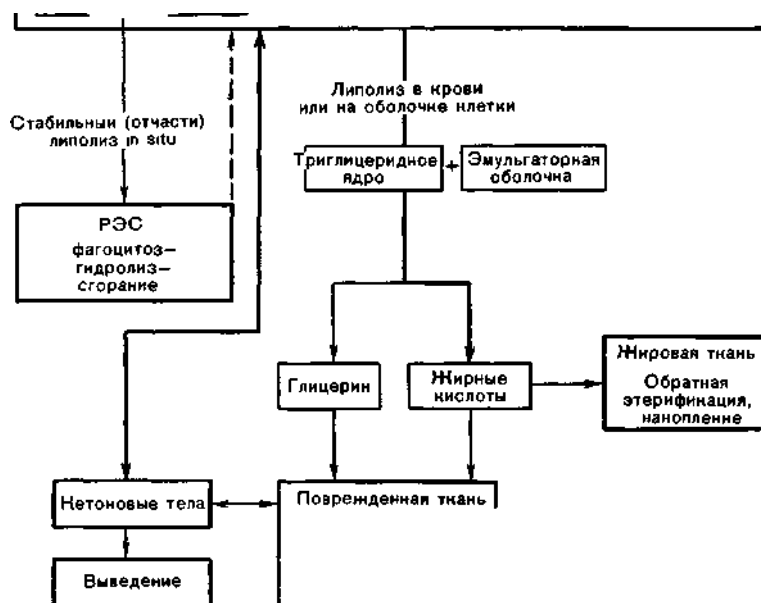 Липолиз в крови
или на оболочке клетки
Стабильный (отчасти)
липолиз in situ
Триглицеридное
ядро
+
Эмульгаторная
оболочка
РЭС
фагоцитоз—
гидролиз—
сгорание
Глицерин
Жирные
кислоты
Жировая ткань
Обратная
этерификация,
накопление
Кетоновые тела
Поврежденная ткань
Выведение